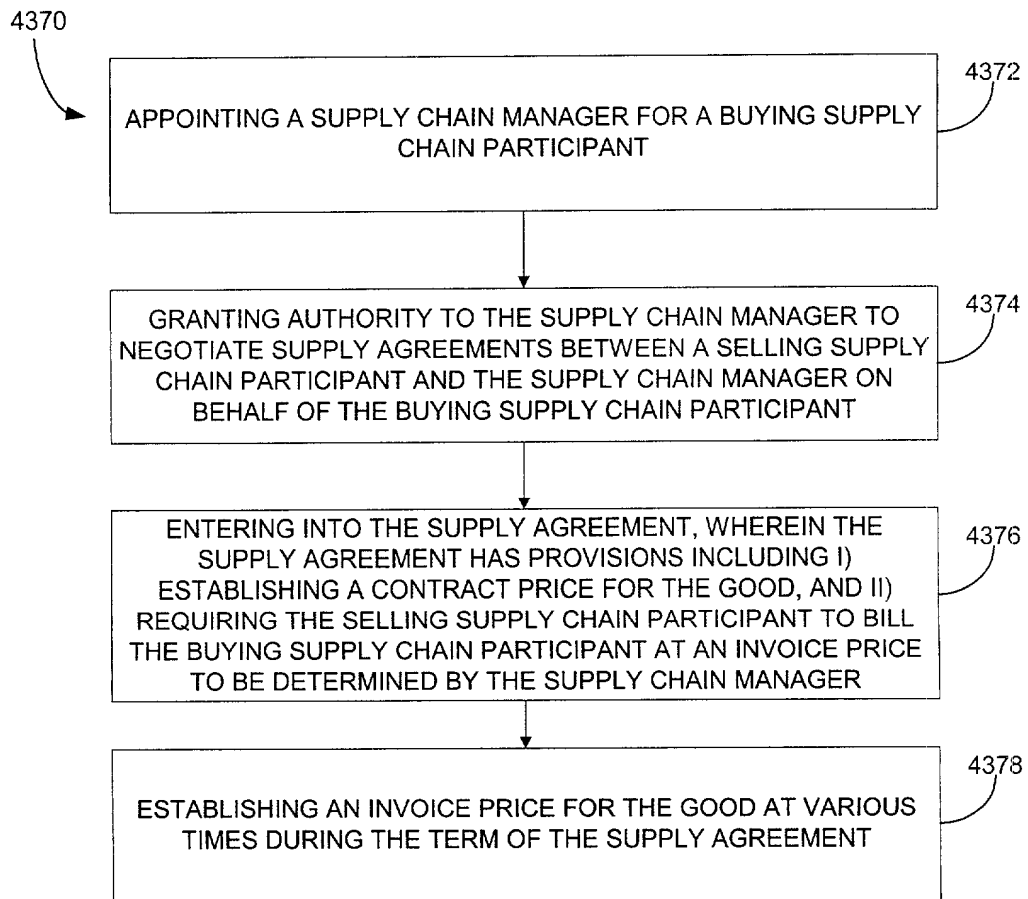 4370
4372
APPOINTING A SUPPLY CHAIN MANAGER FOR A BUYING SUPPLY
CHAIN PARTICIPANT
4374
GRANTING AUTHORITY TO THE SUPPLY CHAIN MANAGER TO
NEGOTIATE SUPPLY AGREEMENTS BETWEEN A SELLING SUPPLY
CHAIN PARTICIPANT AND THE SUPPLY CHAIN MANAGER ON
BEHALF OF THE BUYING SUPPLY CHAIN PARTICIPANT
4376
ENTERING INTO THE SUPPLY AGREEMENT, WHEREIN THE
SUPPLY AGREEMENT HAS PROVISIONS INCLUDING I)
ESTABLISHING A CONTRACT PRICE FOR THE GOOD, AND II)
REQUIRING THE SELLING SUPPLY CHAIN PARTICIPANT TO BILL
THE BUYING SUPPLY CHAIN PARTICIPANT AT AN INVOICE PRICE
TO BE DETERMINED BY THE SUPPLY CHAIN MANAGER
4378
ESTABLISHING AN INVOICE PRICE FOR THE GOOD AT VARIOUS
TIMES DURING THE TERM OF THE SUPPLY AGREEMENT